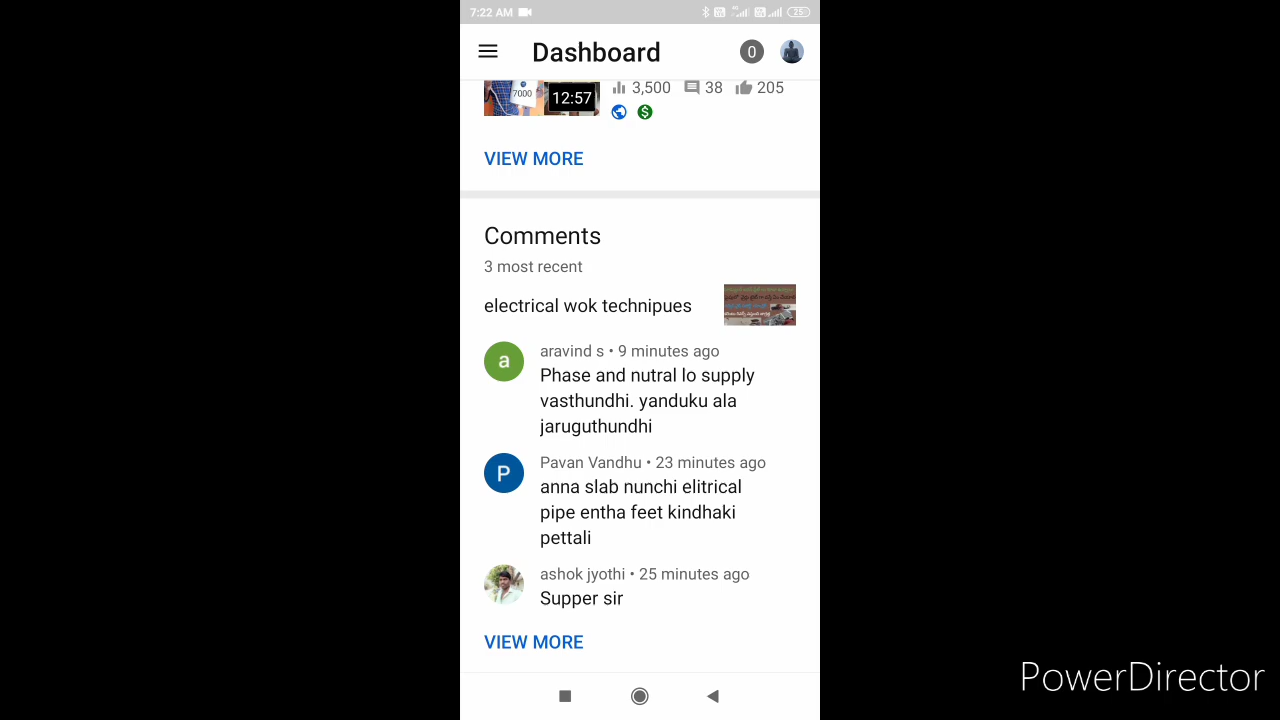 7:22 AM
25
Dashboard
0
7000
12:57
3,500
38
205
VIEW MORE
Comments
3 most recent
electrical wok technipues
a
aravind s • 9 minutes ago
Phase and nutral lo supply
vasthundhi. yanduku ala
jaruguthundhi
P
Pavan Vandhu • 23 minutes ago
anna slab nunchi elitrical
pipe entha feet kindhaki
pettali
ashok jyothi • 25 minutes ago
Supper sir
VIEW MORE
PowerDirector